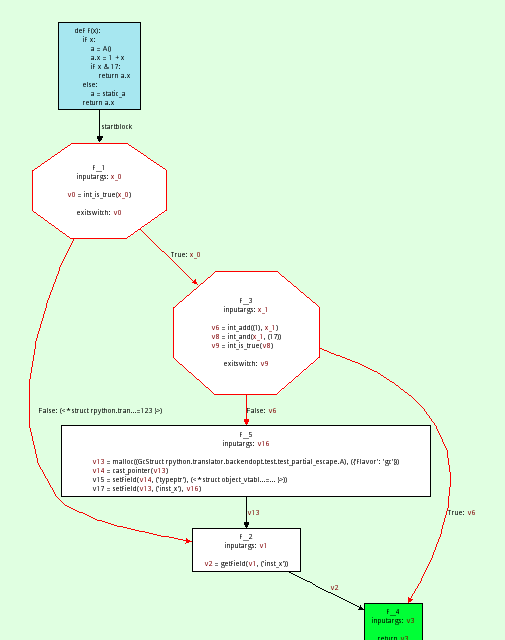 def f(x):
if x:
a = A()
a.x = 1 + x
if x & 17:
return a.x
else:
a = static_a
return a.x
startblock
f__1
inputargs: x_0
v0 = int_is_true(x_0)
exitswitch: v0
True: x_0
f__3
inputargs: x_1
v6 = int_add((1), x_1)
v8 = int_and(x_1, (17))
v9 = int_is_true(v8)
exitswitch: v9
False: (< * struct rpython.tran...=123 }>)
False: v6
f__5
inputargs: v16
v13 = malloc((GcStruct rpython.translator.backendopt.test.test_partial_escape.A), ({'flavor': 'gc'}))
v14 = cast_pointer(v13)
v15 = setfield(v14, ('typeptr'), (< * struct object_vtabl...=... }>))
v17 = setfield(v13, ('inst_x'), v16)
v13
True: v6
f__2
inputargs: v1
v2 = getfield(v1, ('inst_x'))
v2
f__4
inputargs: v3
return v3